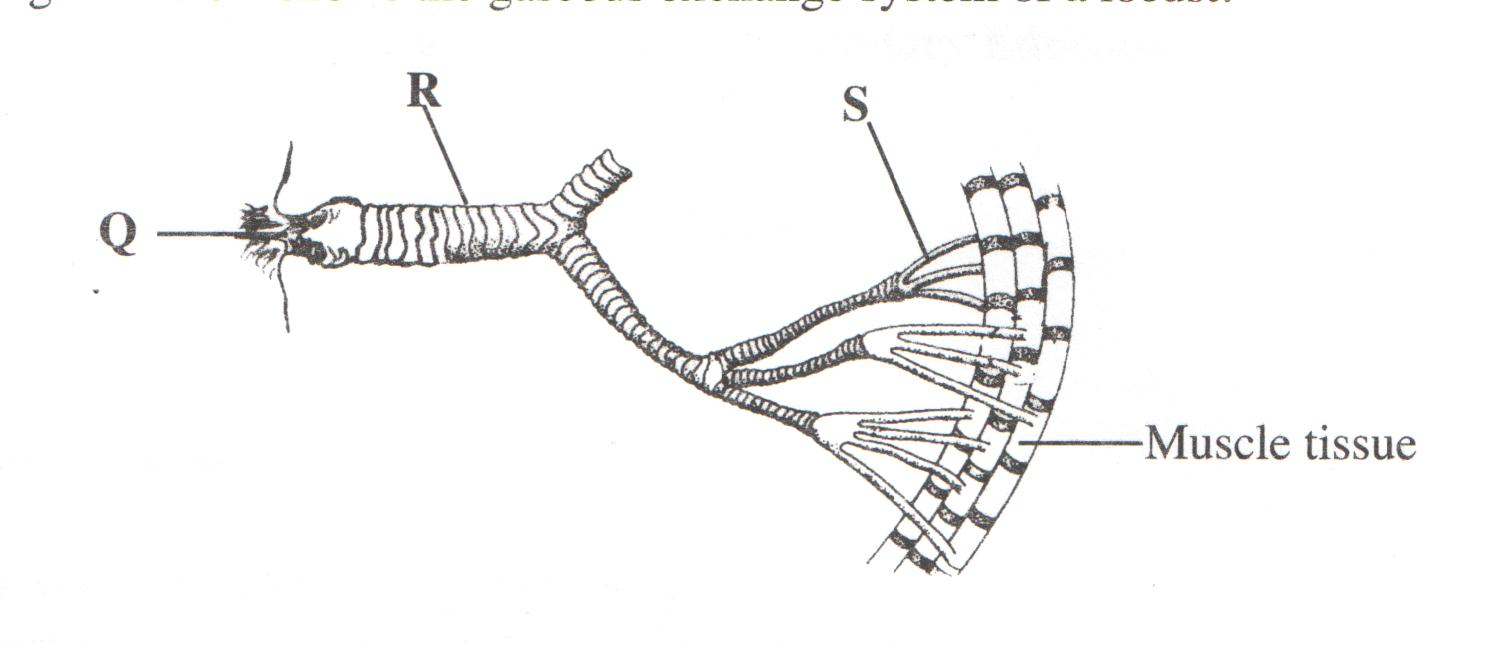 the gaseous exchange system of a locust.
R
S
Q
Muscle tissue